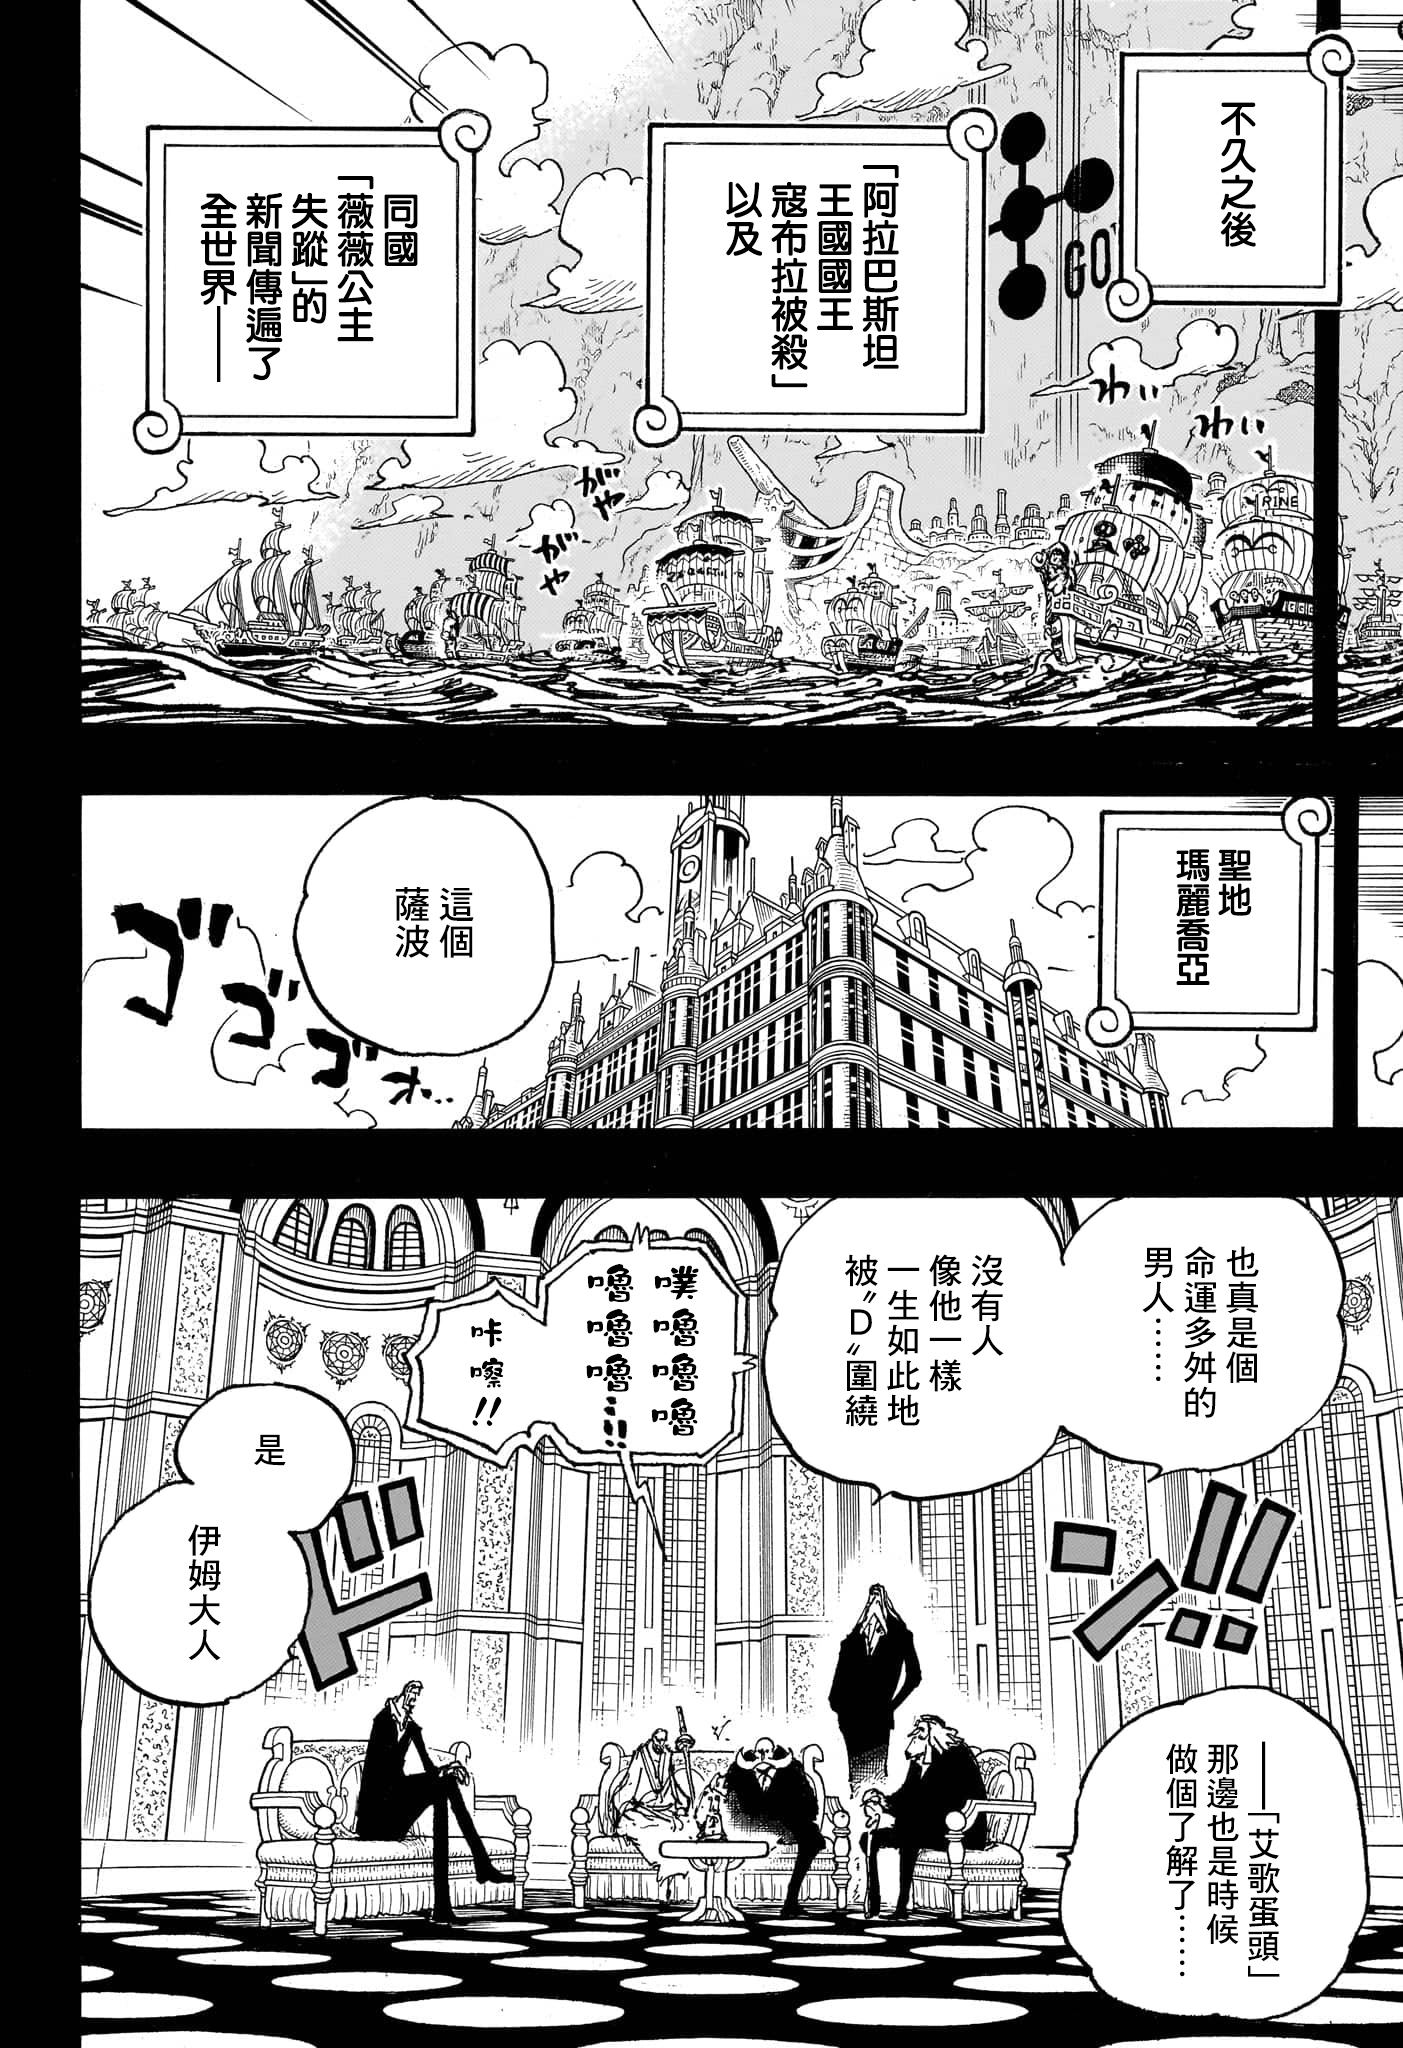 不久之後
「阿拉巴斯坦
王國國王
寇布拉被殺」
以及
同國
「薇薇公主
失蹤」的
新聞傳遍了
全世界——
GO
わい
わい
RINE
がや
がや
聖地
瑪麗喬亞
這個
薩波
ゴ
ゴ
ゴ
ォ…
也真是個
命運多舛的
男人……
沒有人
像他一樣
一生如此地
被〝D〞圍繞
噗嚕嚕嚕
嚕嚕嚕…!!
咔嚓!!
是
伊姆大人
ドン!!
——「艾歌蛋頭」
那邊也是時候
做個了解了……